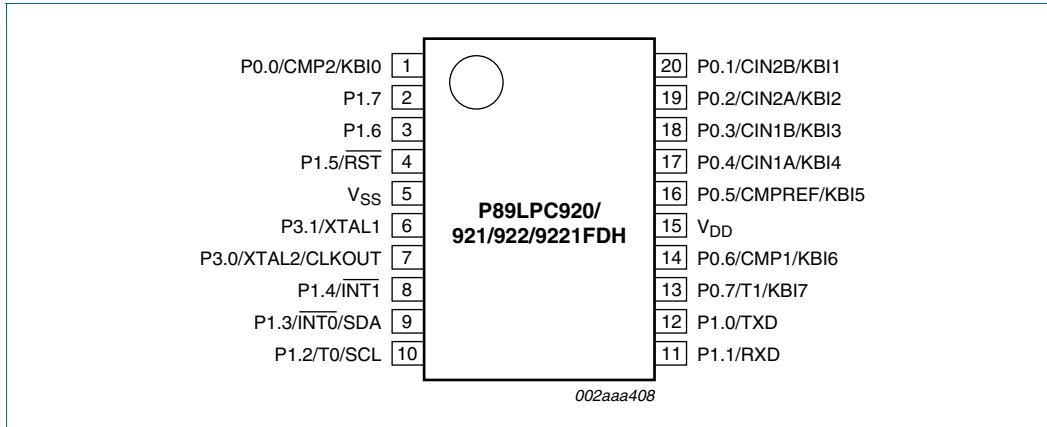 P0.0/CMP2/KBI0 1
P1.7 2
P1.6 3
P1.5/RST 4
VSS 5
P3.1/XTAL1 6
P3.0/XTAL2/CLKOUT 7
P1.4/INT1 8
P1.3/INT0/SDA 9
P1.2/T0/SCL 10
P89LPC920/
921/922/9221FDH
20 P0.1/CIN2B/KBI1
19 P0.2/CIN2A/KBI2
18 P0.3/CIN1B/KBI3
17 P0.4/CIN1A/KBI4
16 P0.5/CMPREF/KBI5
15 VDD
14 P0.6/CMP1/KBI6
13 P0.7/T1/KBI7
12 P1.0/TXD
11 P1.1/RXD
002aaa408